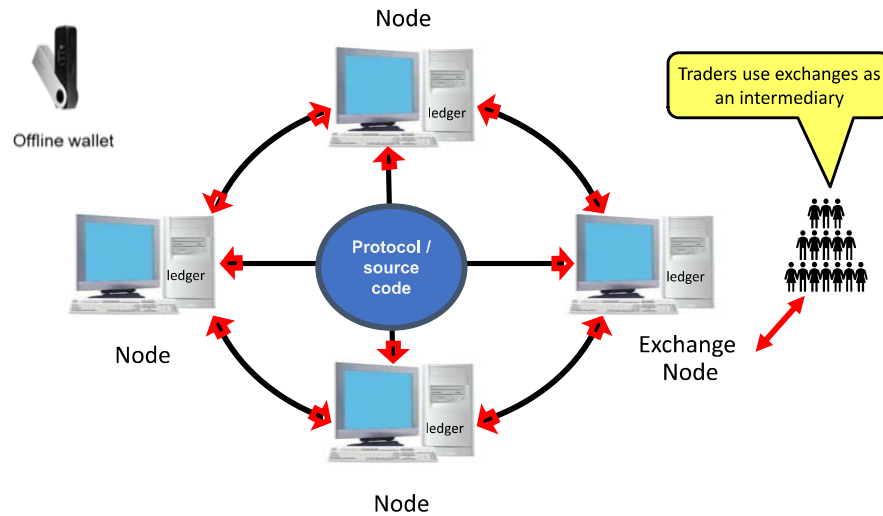 Node
Traders use exchanges as
an intermediary
ledger
Offline wallet
Protocol /
source
code
ledger
ledger
Node
Exchange
Node
ledger
Node